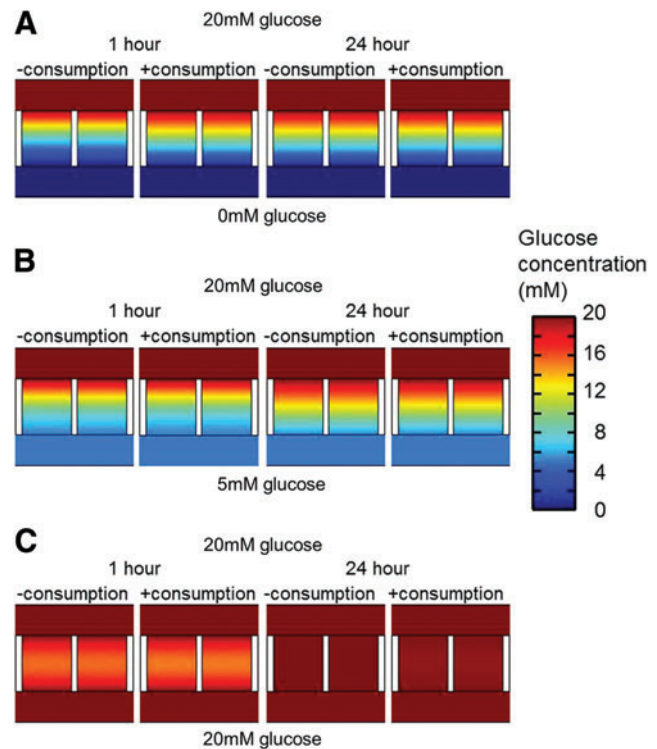 A
20mM glucose
1 hour 24 hour
-consumption +consumption -consumption +consumption
0mM glucose
B
20mM glucose
1 hour 24 hour
-consumption +consumption -consumption +consumption
5mM glucose
Glucose
concentration
(mM)
20
16
12
8
4
0
C
20mM glucose
1 hour 24 hour
-consumption +consumption -consumption +consumption
20mM glucose